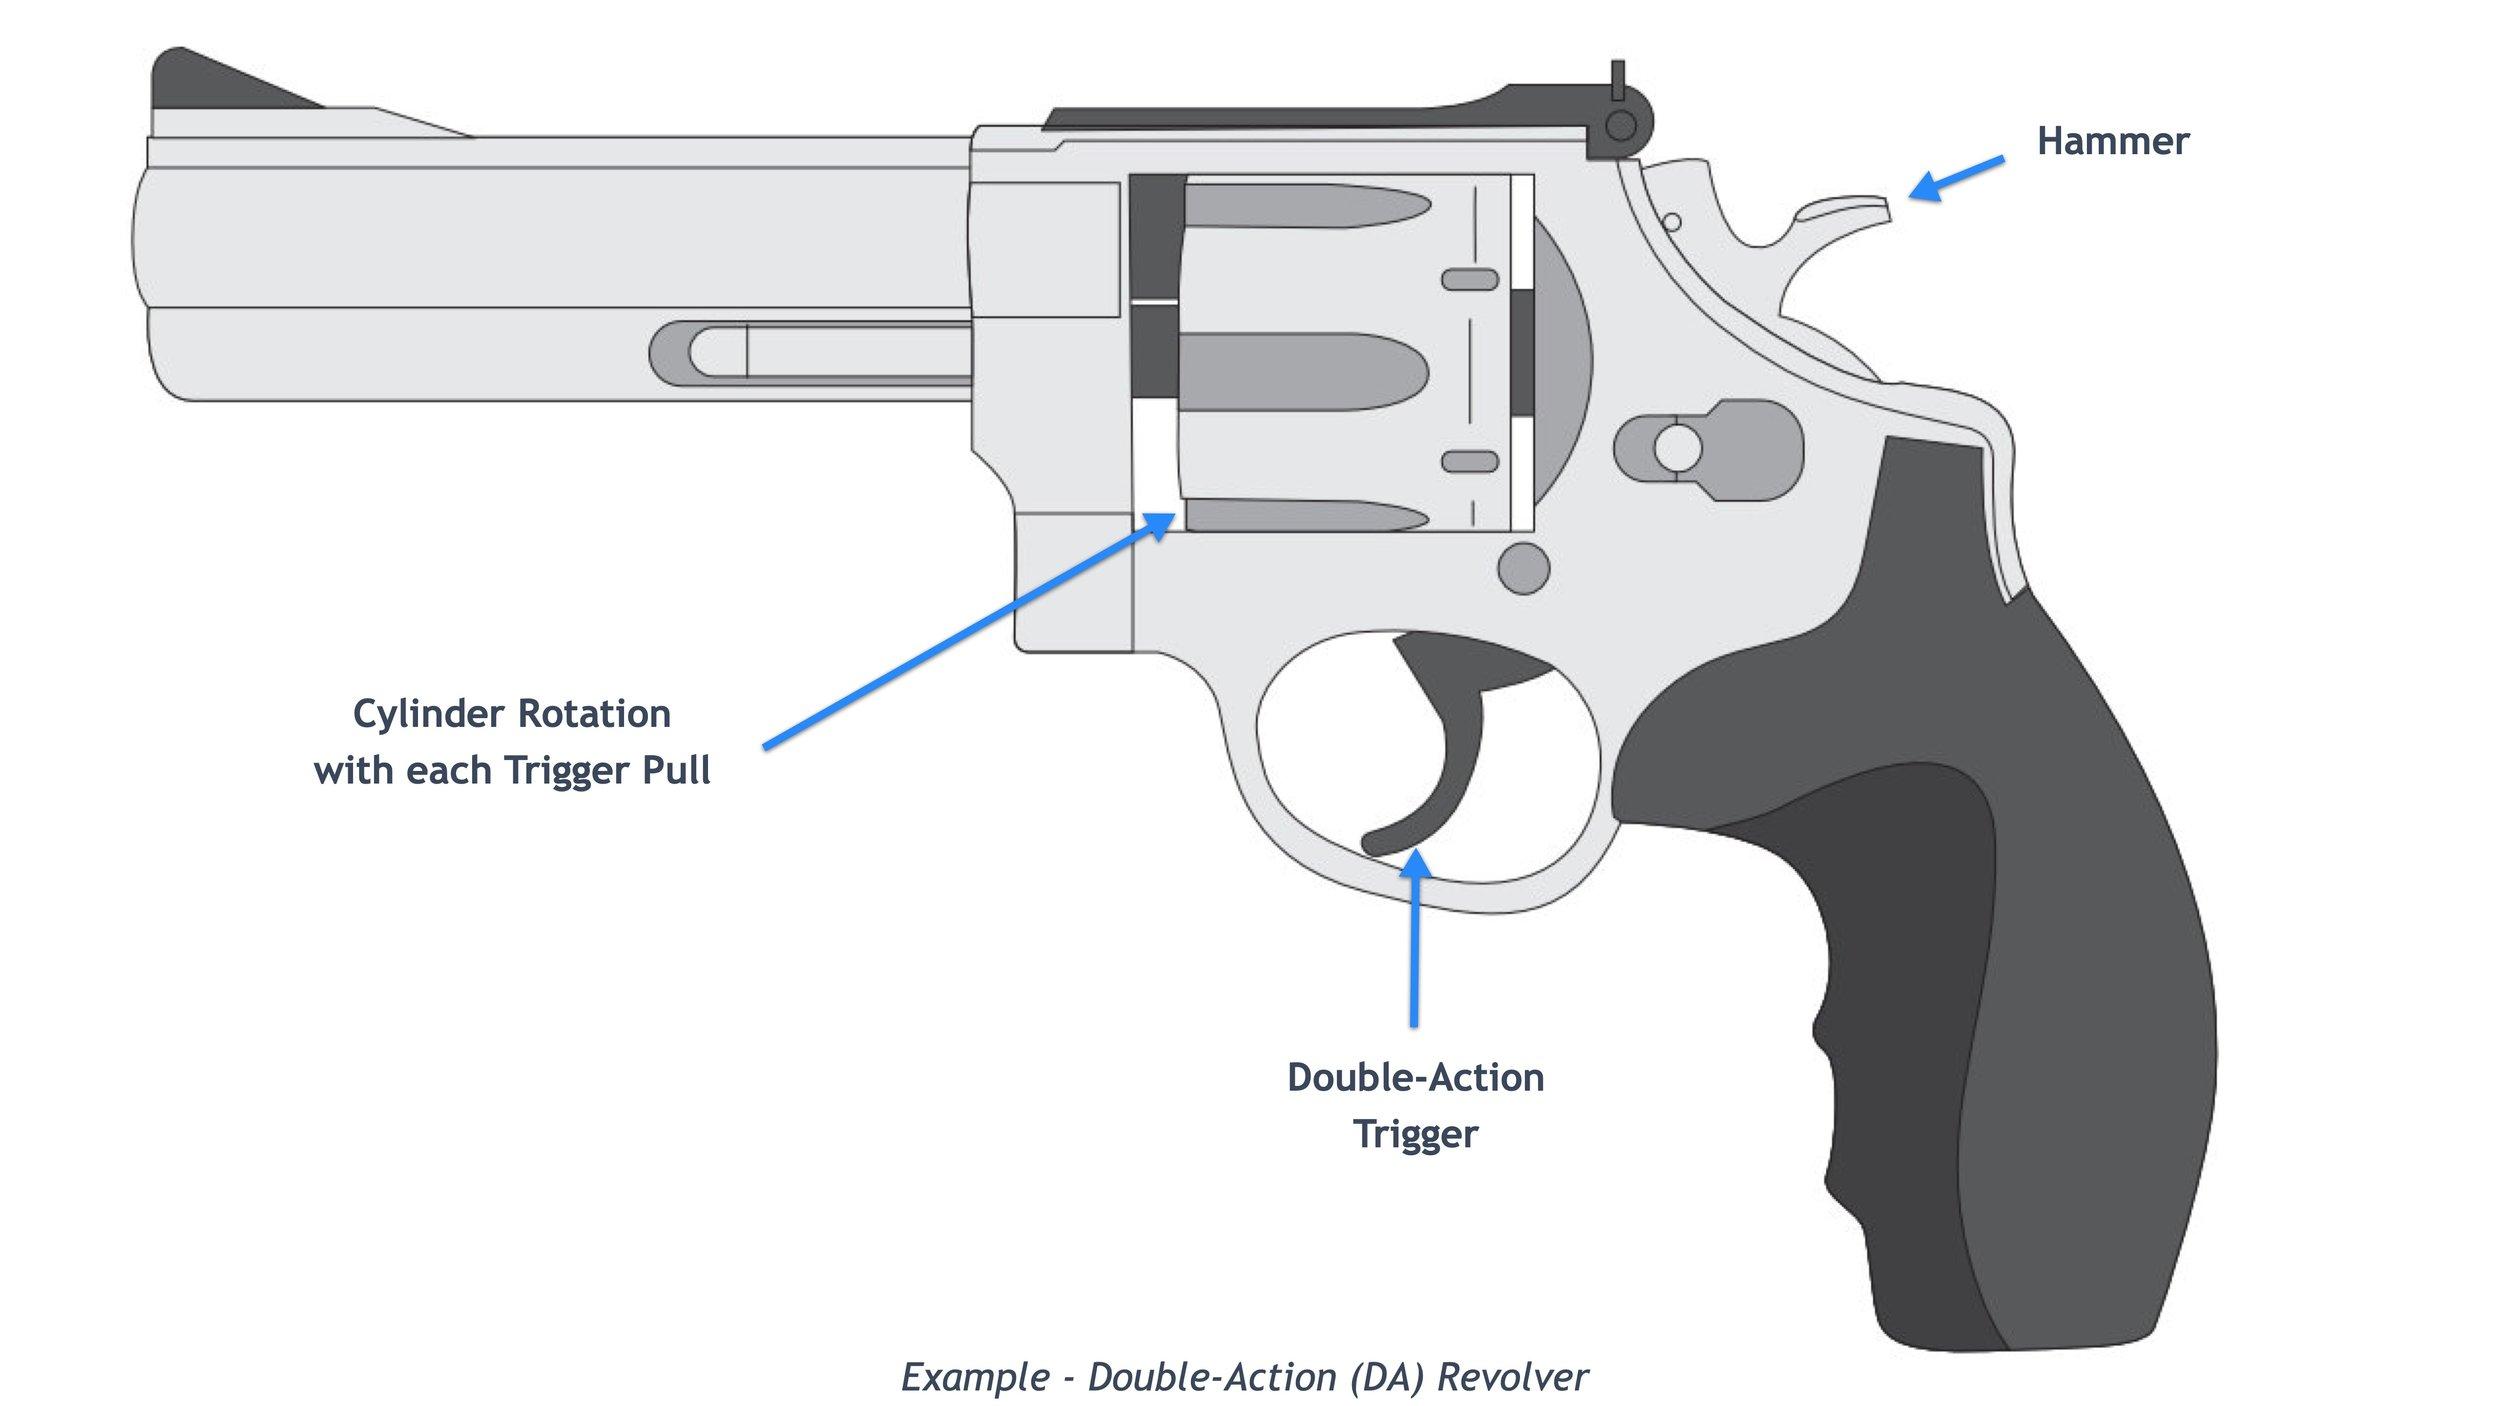 Hammer
Cylinder Rotation
with each Trigger Pull
Double-Action
Trigger
Example - Double-Action (DA) Revolver